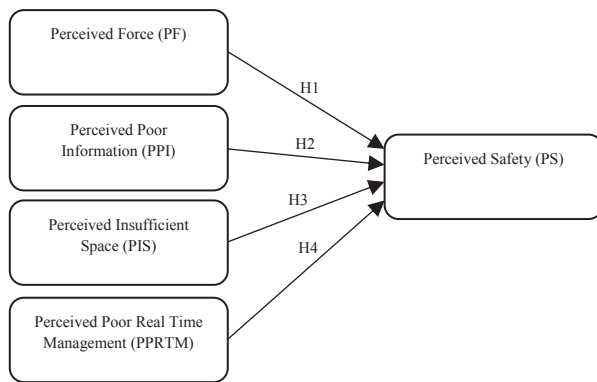 Perceived Force (PF)
H1
Perceived Poor
Information (PPI)
H2
Perceived Safety (PS)
Perceived Insufficient
Space (PIS)
H3
H4
Perceived Poor Real Time
Management (PPRTM)